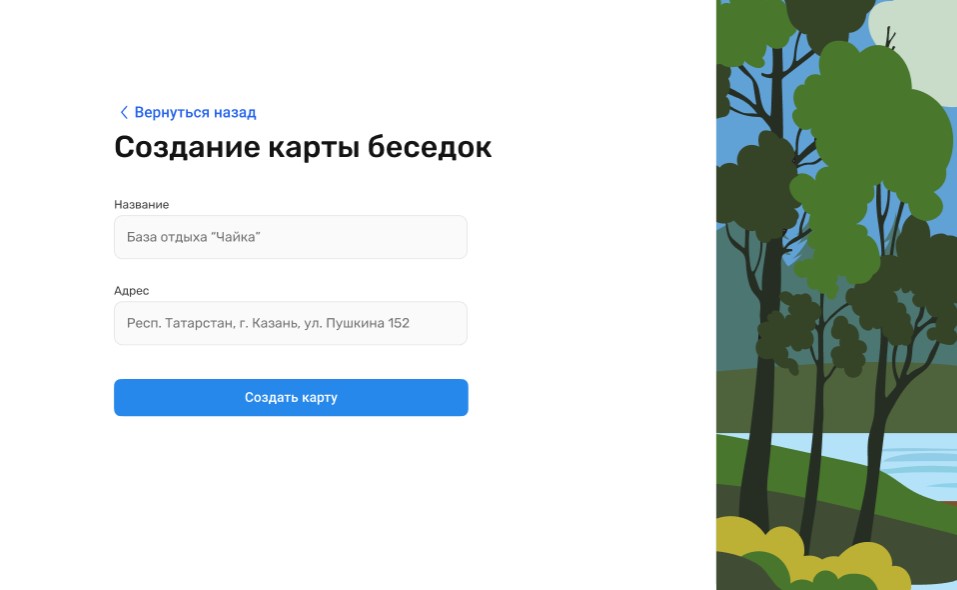 Вернуться назад
Создание карты беседок
Название
База отдыха “Чайка”
Адрес
Респ. Татарстан, г. Казань, ул. Пушкина 152
Создать карту